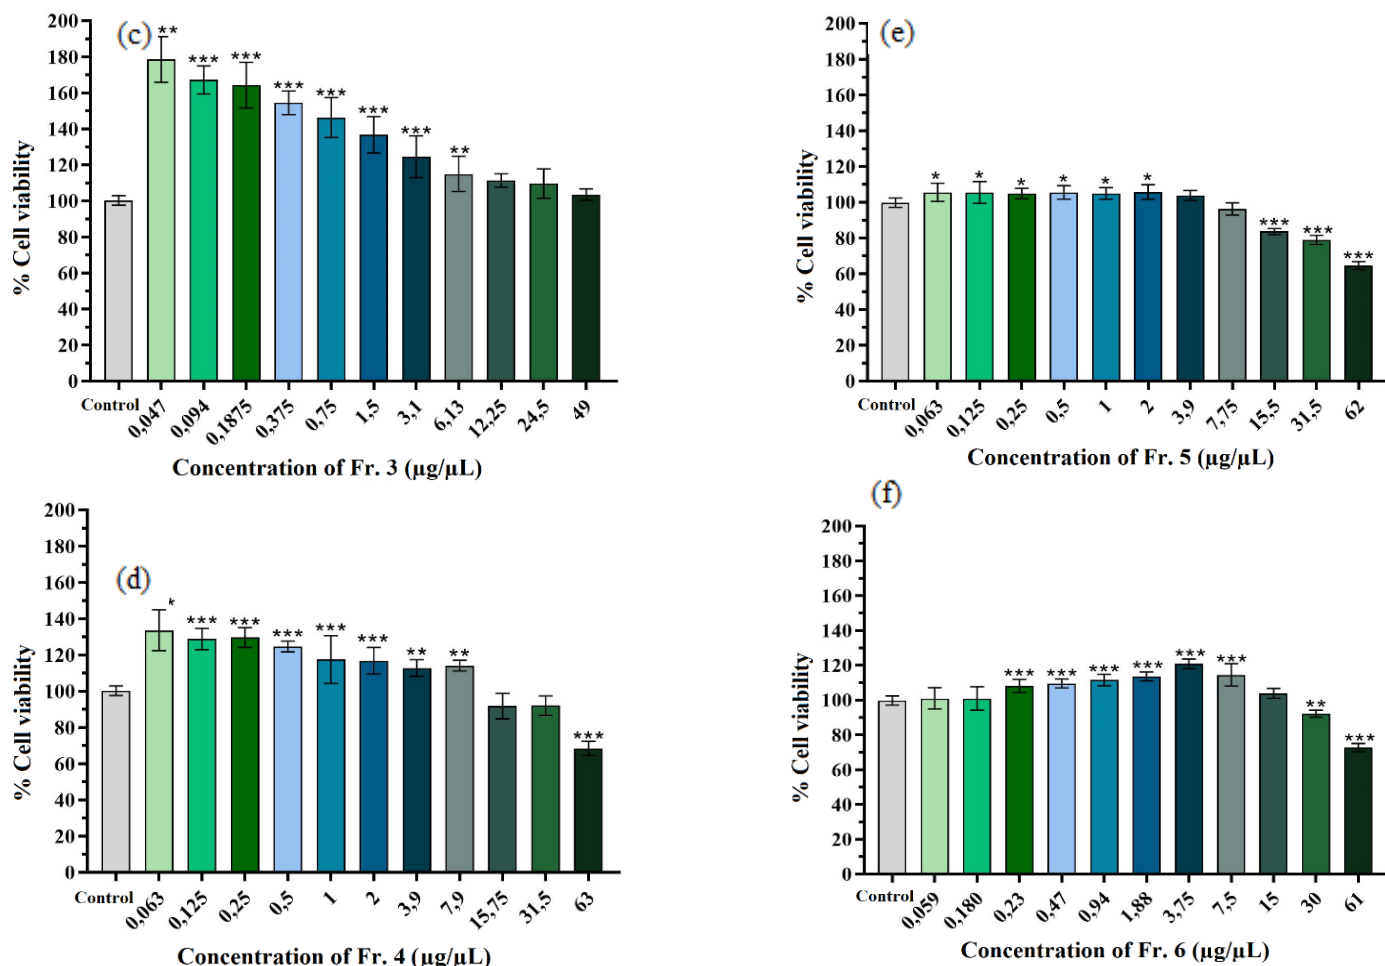 (c)
200
180
160
140
120
100
80
60
40
20
0
% Cell viability
** *** *** *** *** *** *** **
Control 0,047 0,094 0,1875 0,375 0,75 1,5 3,1 6,13 12,25 24,5 49
Concentration of Fr. 3 (µg/µL)
(e)
200
180
160
140
120
100
80
60
40
20
0
% Cell viability
* * * * * * *** *** ***
Control 0,063 0,125 0,25 0,5 1 2 3,9 7,75 15,5 31,5 62
Concentration of Fr. 5 (µg/µL)
(d)
200
180
160
140
120
100
80
60
40
20
0
% Cell viability
* *** *** *** *** *** ** ** ***
Control 0,063 0,125 0,25 0,5 1 2 3,9 7,9 15,75 31,5 63
Concentration of Fr. 4 (µg/µL)
(f)
200
180
160
140
120
100
80
60
40
20
0
% Cell viability
*** *** *** *** *** *** ** ***
Control 0,059 0,180 0,23 0,47 0,94 1,88 3,75 7,5 15 30 61
Concentration of Fr. 6 (µg/µL)